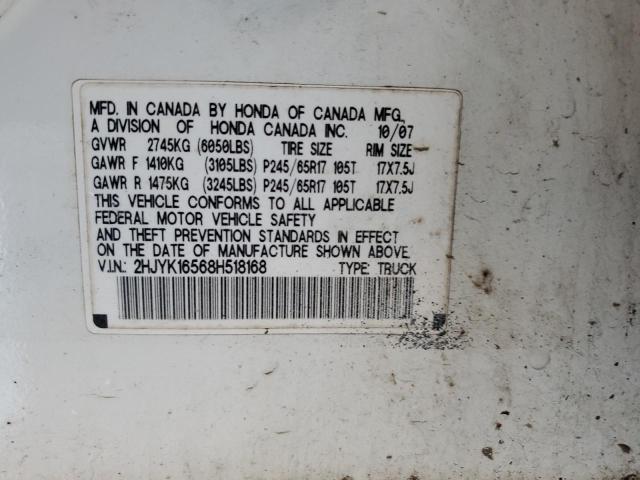 MFD. IN CANADA BY HONDA OF CANADA MFG.,
A DIVISION OF HONDA CANADA INC. 10/07
GVWR 2745KG (6050LBS) TIRE SIZE RIM SIZE
GAWR F 1410KG (3105LBS) P245/65R17 105T 17X7.5J
GAWR R 1475KG (3245LBS) P245/65R17 105T 17X7.5J
THIS VEHICLE CONFORMS TO ALL APPLICABLE
FEDERAL MOTOR VEHICLE SAFETY
AND THEFT PREVENTION STANDARDS IN EFFECT
ON THE DATE OF MANUFACTURE SHOWN ABOVE.
V.I.N.: 2HJYK16568H518168 TYPE: TRUCK